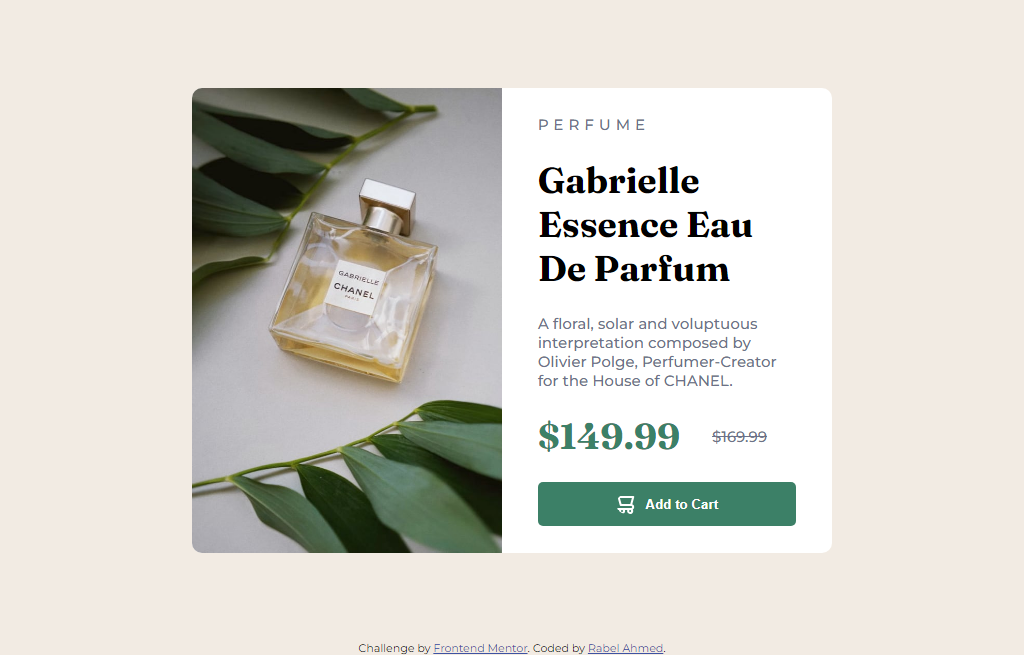 PERFUME
Gabrielle
Essence Eau
De Parfum
A floral, solar and voluptuous
interpretation composed by
Olivier Polge, Perfumer-Creator
for the House of CHANEL.
$149.99 $169.99
Add to Cart
GABRIELLE
CHANEL
PARIS
Challenge by Frontend Mentor. Coded by Rabel Ahmed.